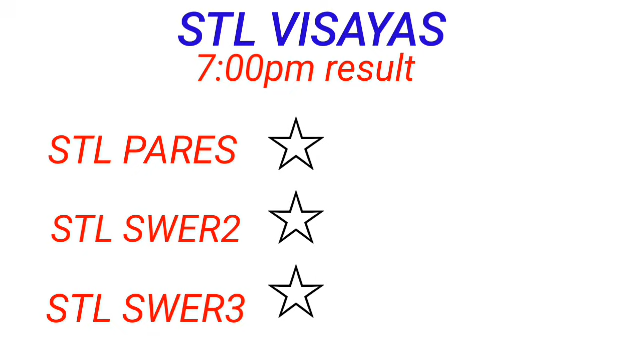 STL VISAYAS
7:00pm result
STL PARES
STL SWER2
STL SWER3